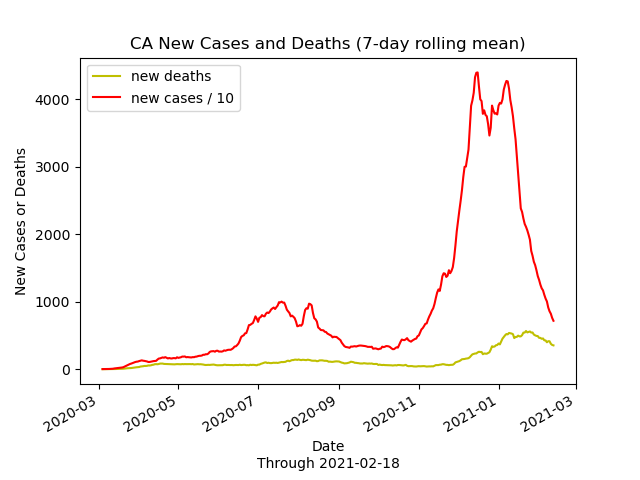 CA New Cases and Deaths (7-day rolling mean)
new deaths
new cases / 10
New Cases or Deaths
4000
3000
2000
1000
0
2020-03
2020-05
2020-07
2020-09
2020-11
2021-01
2021-03
Date
Through 2021-02-18